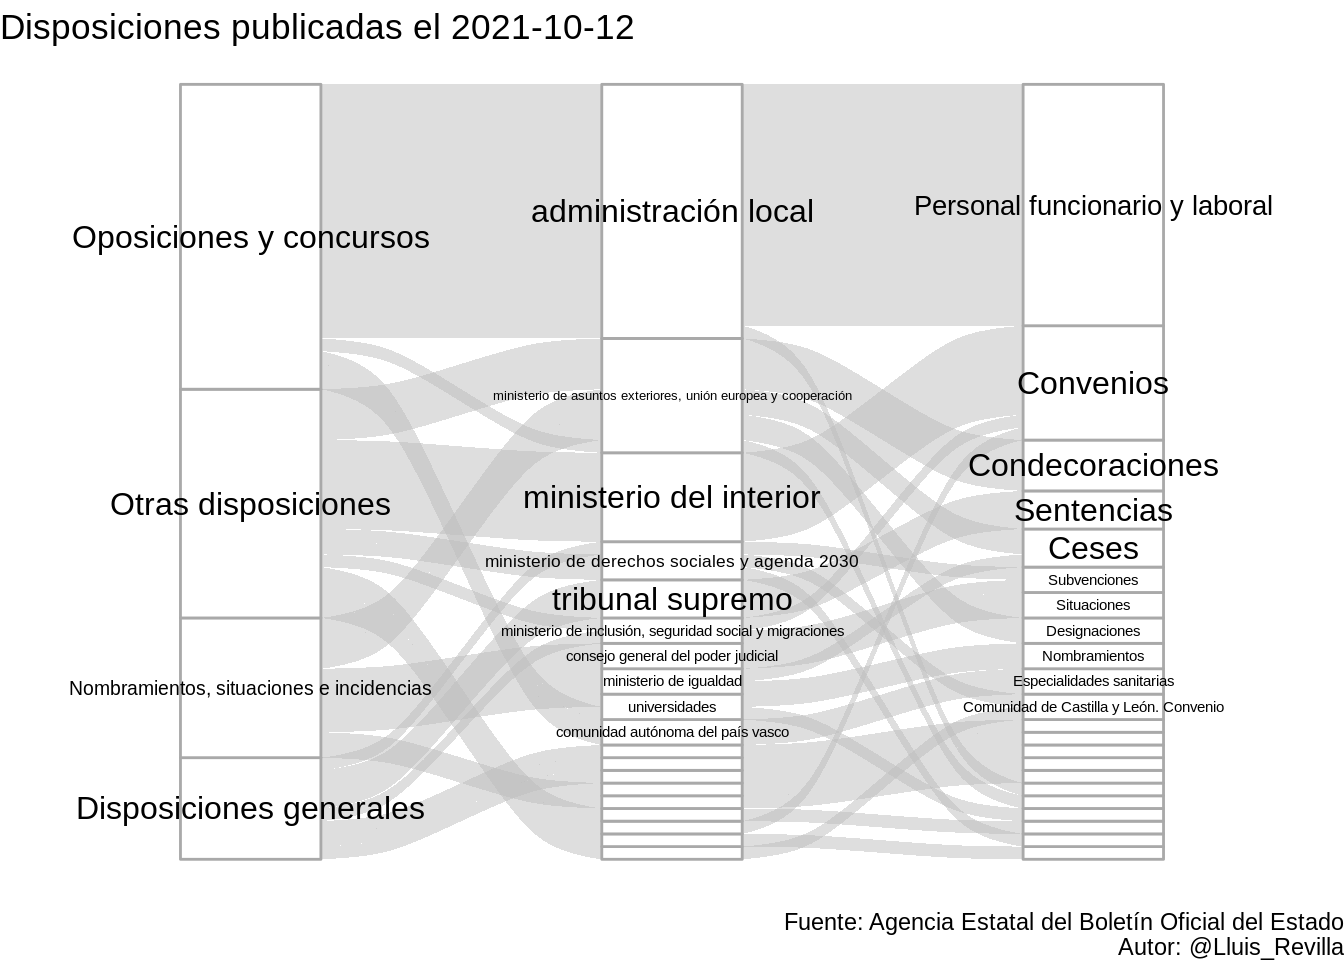 Disposiciones publicadas el 2021-10-12
Oposiciones y concursos
Otras disposiciones
Nombramientos, situaciones e incidencias
Disposiciones generales
administración local
ministerio de asuntos exteriores, unión europea y cooperación
ministerio del interior
ministerio de derechos sociales y agenda 2030
tribunal supremo
ministerio de inclusión, seguridad social y migraciones
consejo general del poder judicial
ministerio de igualdad
universidades
comunidad autónoma del país vasco
Personal funcionario y laboral
Convenios
Condecoraciones
Sentencias
Ceses
Subvenciones
Situaciones
Designaciones
Nombramientos
Especialidades sanitarias
Comunidad de Castilla y León. Convenio
Fuente: Agencia Estatal del Boletín Oficial del Estado
Autor: @Lluis_Revilla